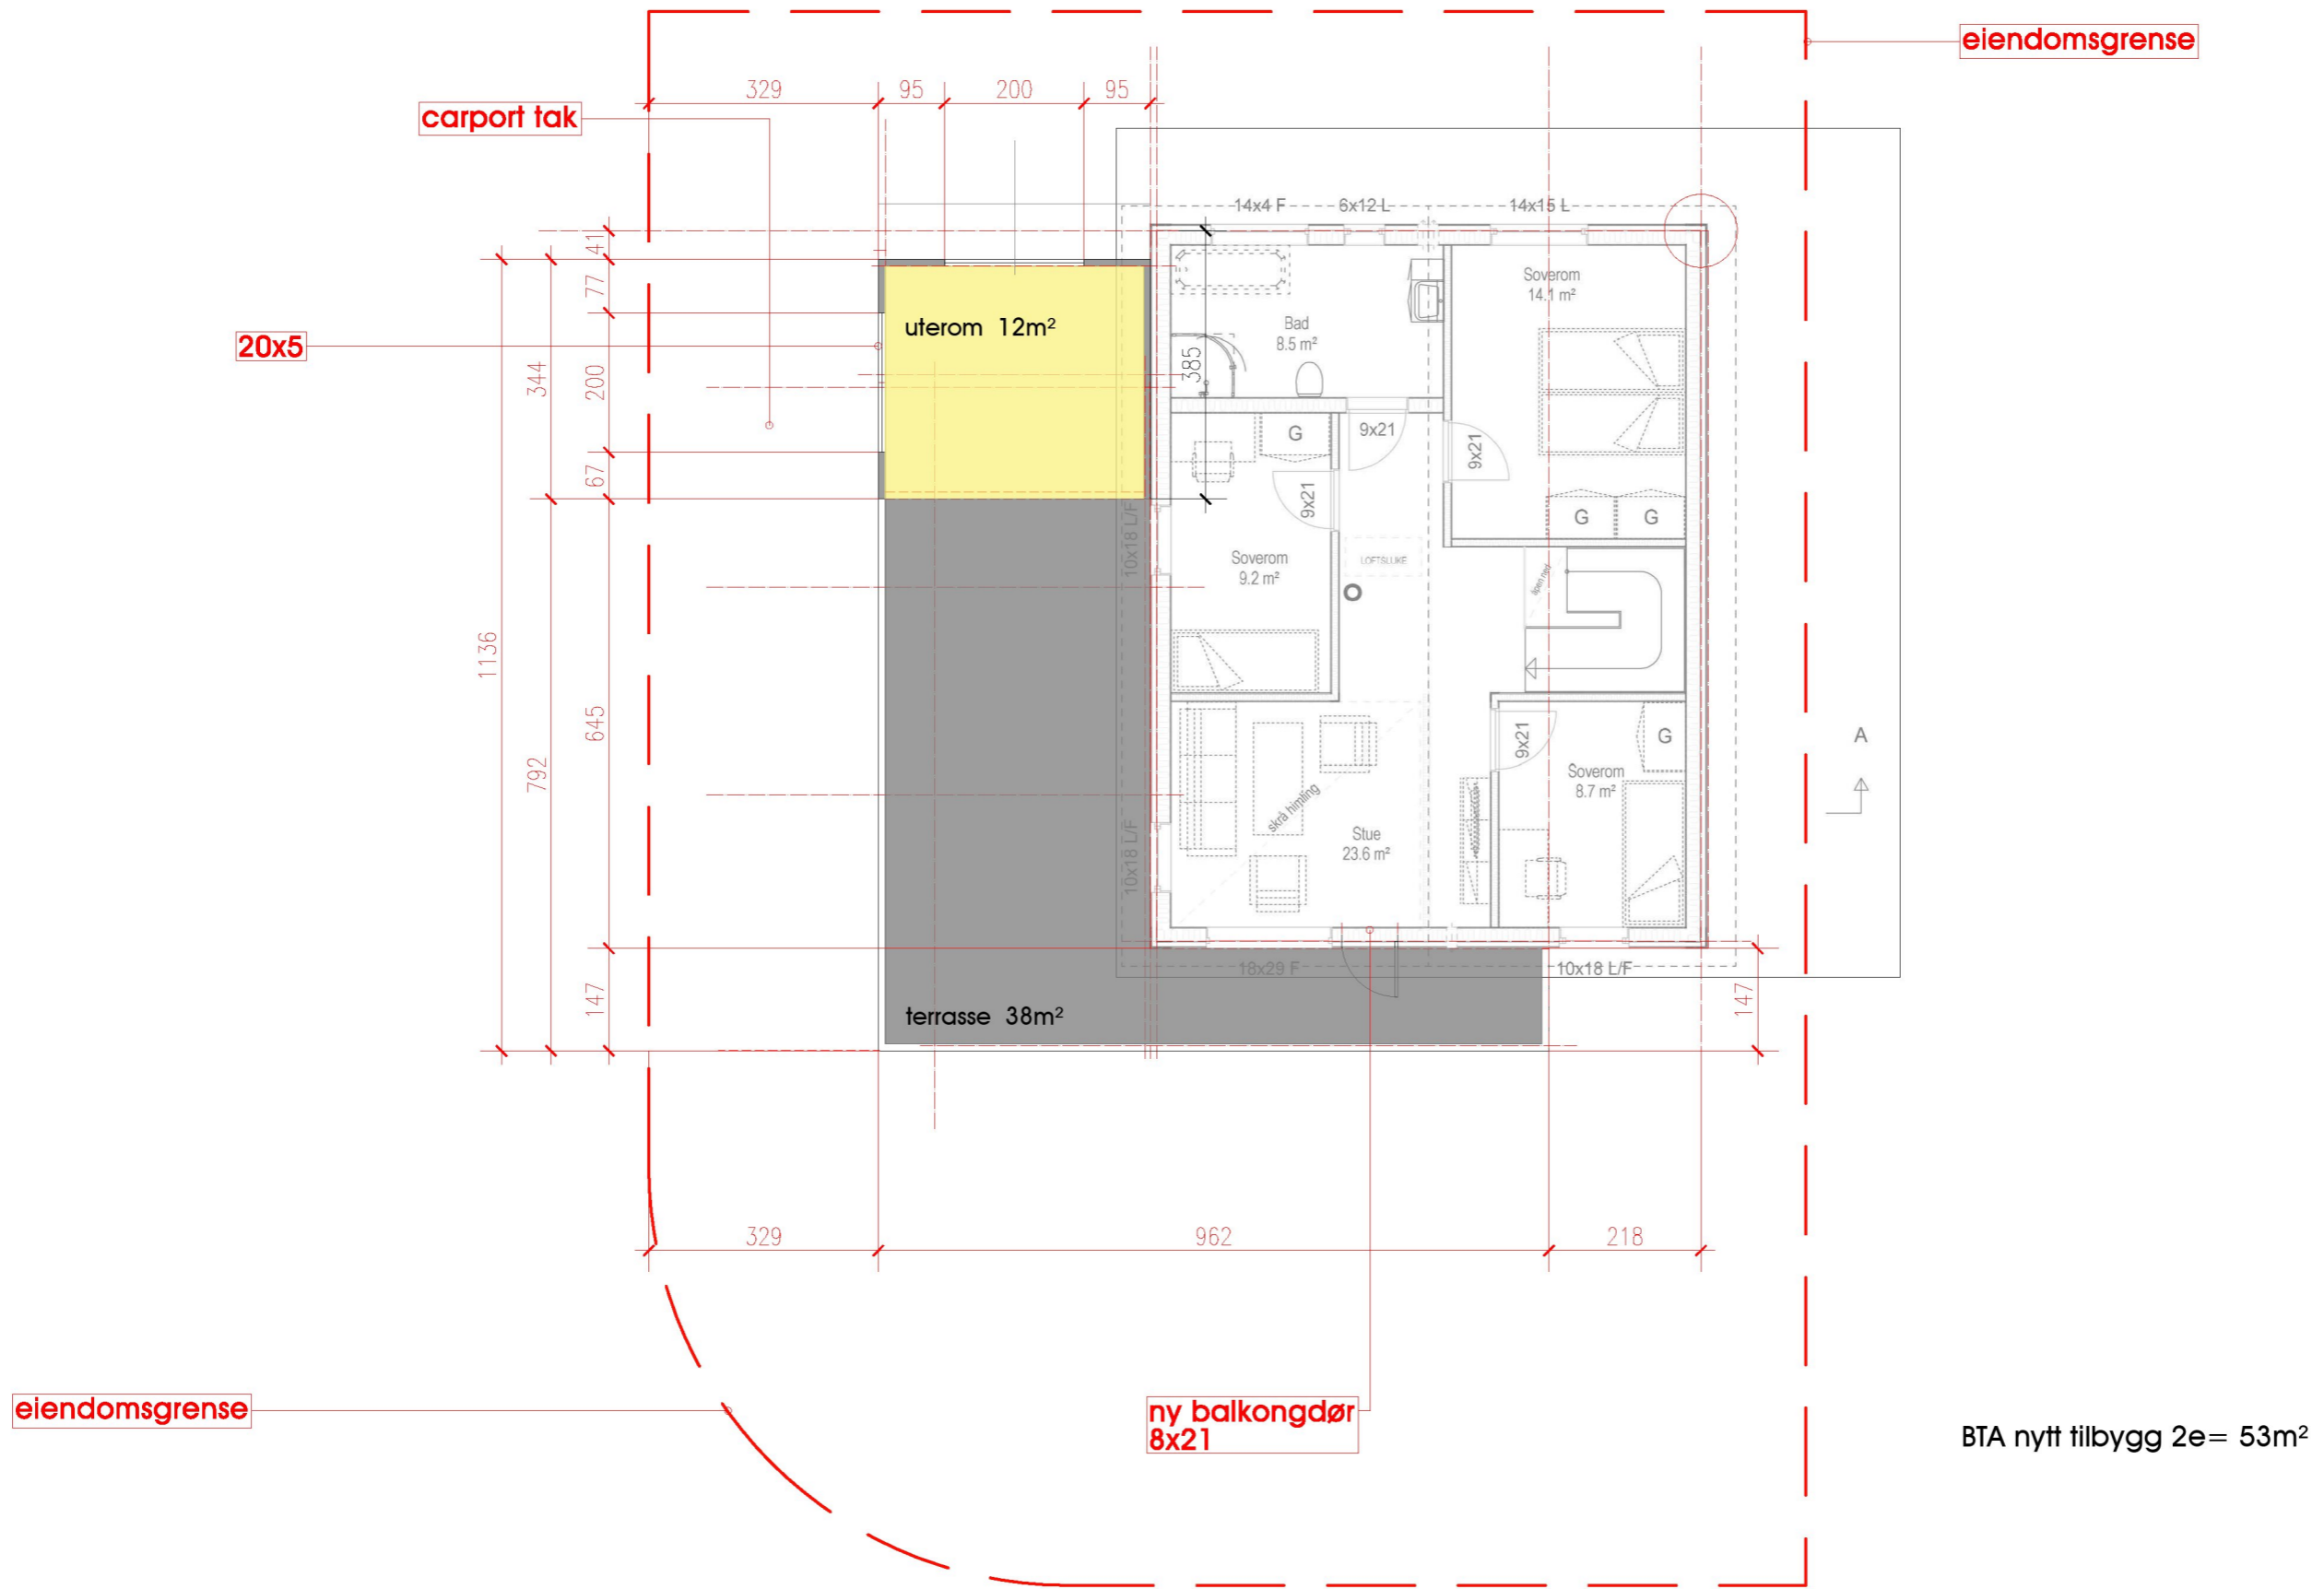 eiendomsgrense
329
95
200
95
carport tak
14x4 F
6x12 L
14x15 L
41
77
Soverom
14.1 m²
uterom 12m²
Bad
8.5 m²
20x5
344
200
385
67
G
9x21
9x21
9x21
G
G
10x18 L/F
Soverom
9.2 m²
LOFTSLUKE
åpen ned
1136
645
792
9x21
G
A
Soverom
8.7 m²
skrå himling
Stue
23.6 m²
10x18 L/F
18x29 F
10x18 L/F
147
147
terrasse 38m²
329
962
218
eiendomsgrense
ny balkongdør
8x21
BTA nytt tilbygg 2e= 53m²